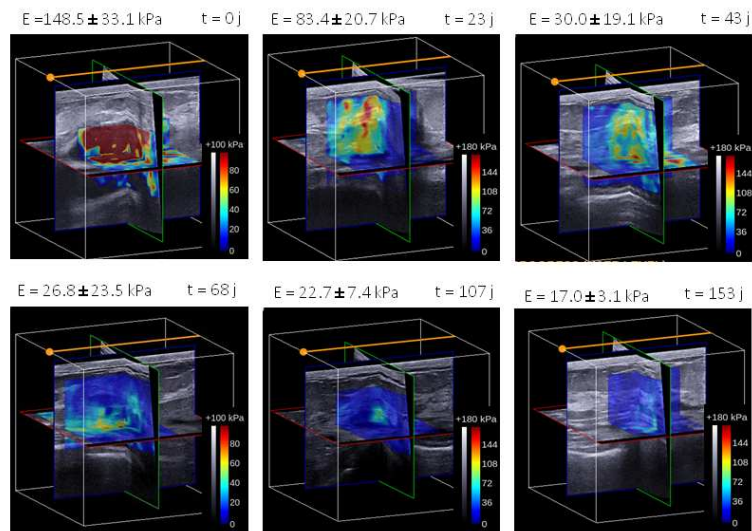 E = 148.5 ± 33.1 kPa t = 0 j
E = 83.4 ± 20.7 kPa t = 23 j
E = 30.0 ± 19.1 kPa t = 43 j
+100 kPa
80
60
40
20
0
+180 kPa
144
108
72
36
0
+180 kPa
144
108
72
36
0
E = 26.8 ± 23.5 kPa t = 68 j
E = 22.7 ± 7.4 kPa t = 107 j
E = 17.0 ± 3.1 kPa t = 153 j
+100 kPa
80
60
40
20
0
+180 kPa
144
108
72
36
0
+180 kPa
144
108
72
36
0